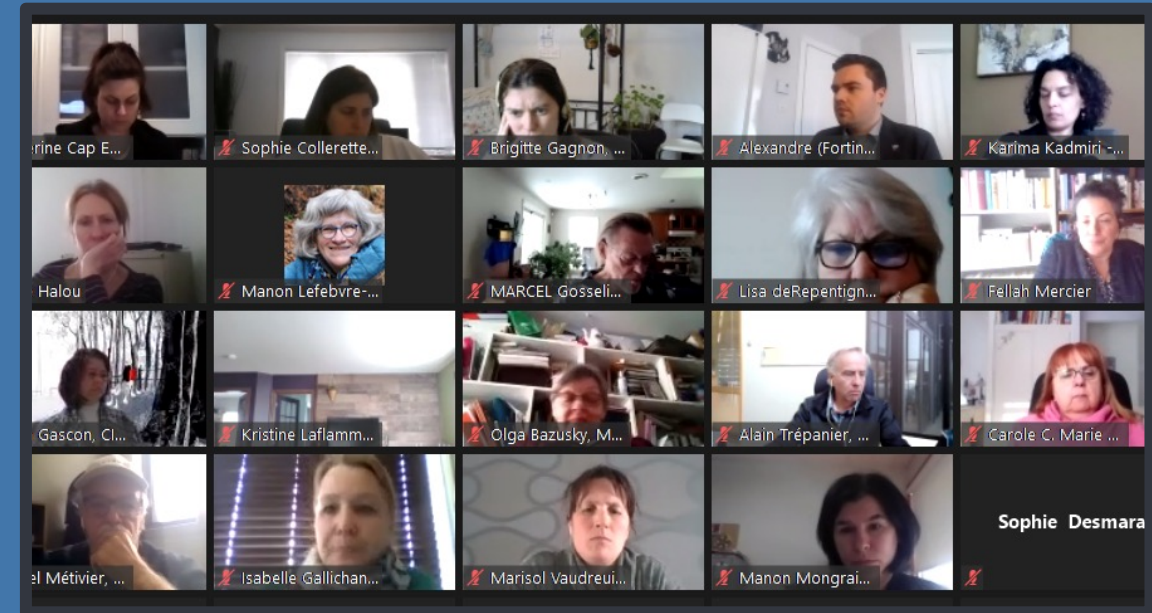 erine Cap E...
Sophie Collerette...
Brigitte Gagnon, ...
Alexandre (Fortin...
Karima Kadmiri -...
Halou
Manon Lefebvre-...
MARCEL Gosseli...
Lisa deRepentign...
Fellah Mercier
Gascon, Cl...
Kristine Laflamm...
Olga Bazusky, M...
Alain Trépanier, ...
Carole C. Marie ...
el Métivier, ...
Isabelle Gallichan...
Marisol Vaudreui...
Manon Mongrai...
Sophie Desmara